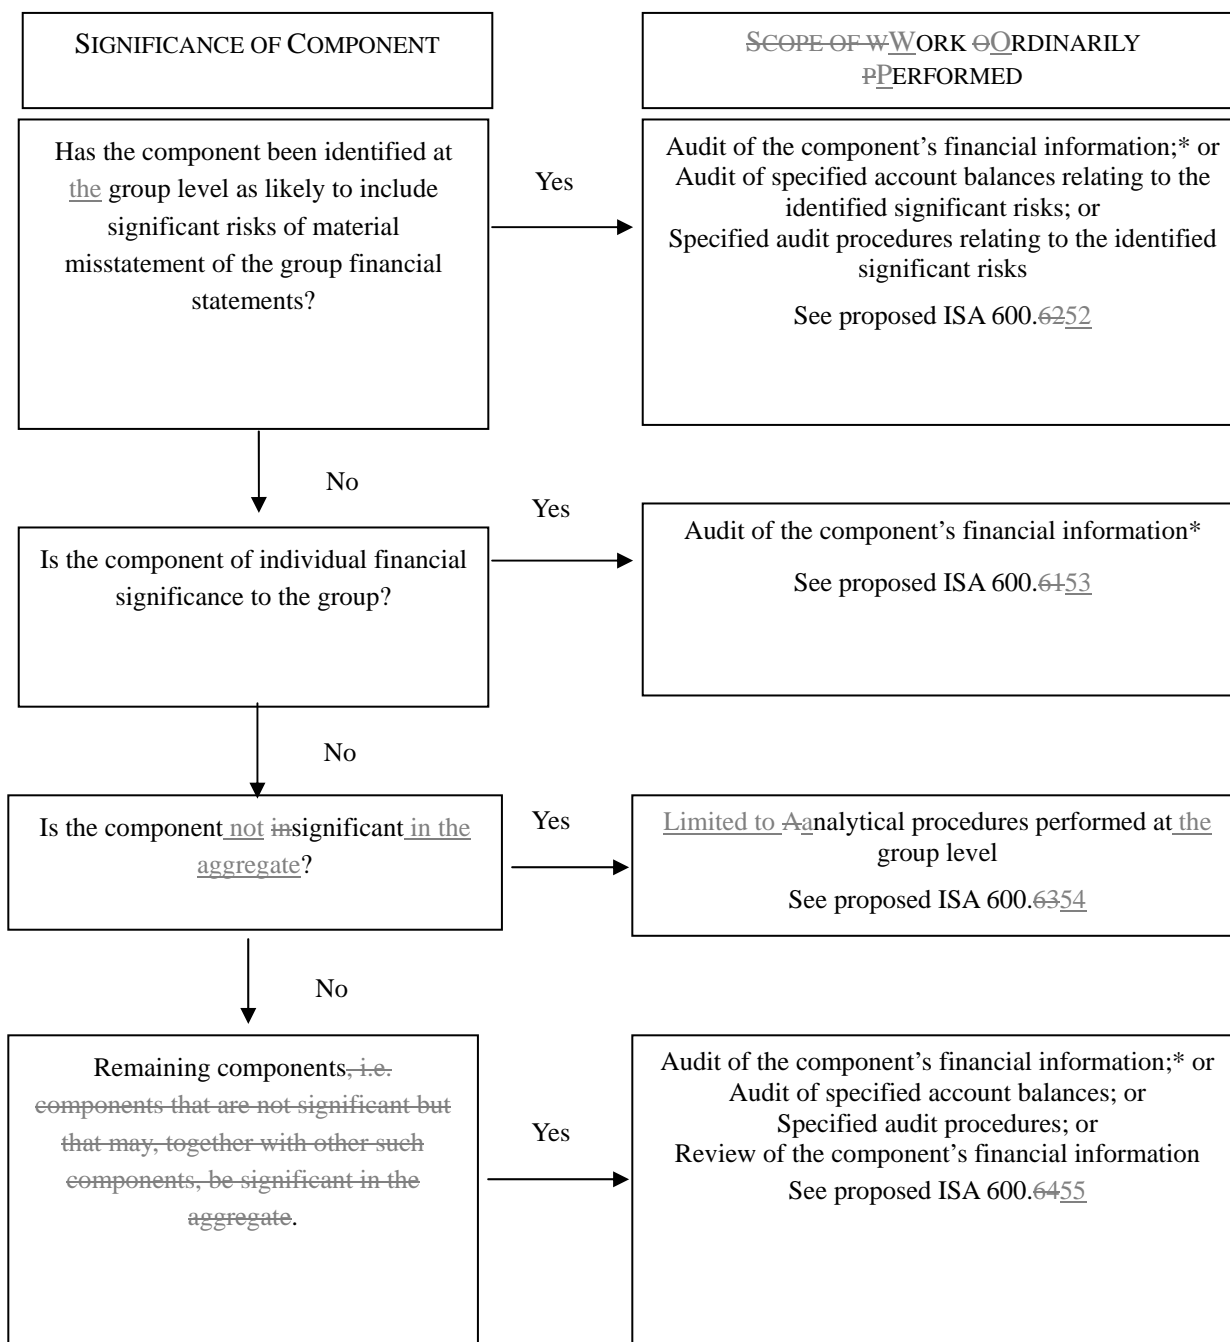 SIGNIFICANCE OF COMPONENT
SCOPE OF wWORK OORDINARILY
PPERFORMED
Has the component been identified at
the group level as likely to include
significant risks of material
misstatement of the group financial
statements?
Yes
Audit of the component’s financial information;* or
Audit of specified account balances relating to the
identified significant risks; or
Specified audit procedures relating to the identified
significant risks
See proposed ISA 600.6252
No
Is the component of individual financial
significance to the group?
Yes
Audit of the component’s financial information*
See proposed ISA 600.6153
No
Is the component not insignificant in the
aggregate?
Yes
Limited to Aanalytical procedures performed at the
group level
See proposed ISA 600.6354
No
Remaining components, i.e.
components that are not significant but
that may, together with other such
components, be significant in the
aggregate.
Yes
Audit of the component’s financial information;* or
Audit of specified account balances; or
Specified audit procedures; or
Review of the component’s financial information
See proposed ISA 600.6455